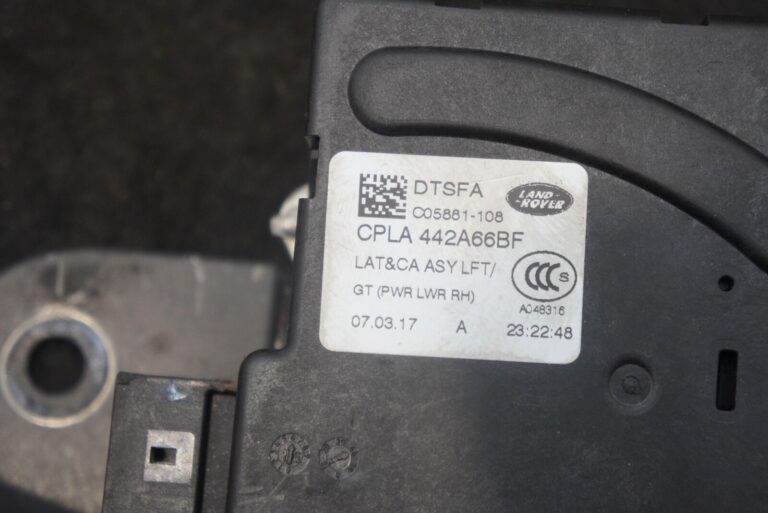 DTSFA
LAND-
-ROVER
C05881-108
CPLA 442A66BF
LAT&CA ASY LFT/
GT (PWR LWR RH)
CCC S
A048316
07.03.17 A 23:22:48